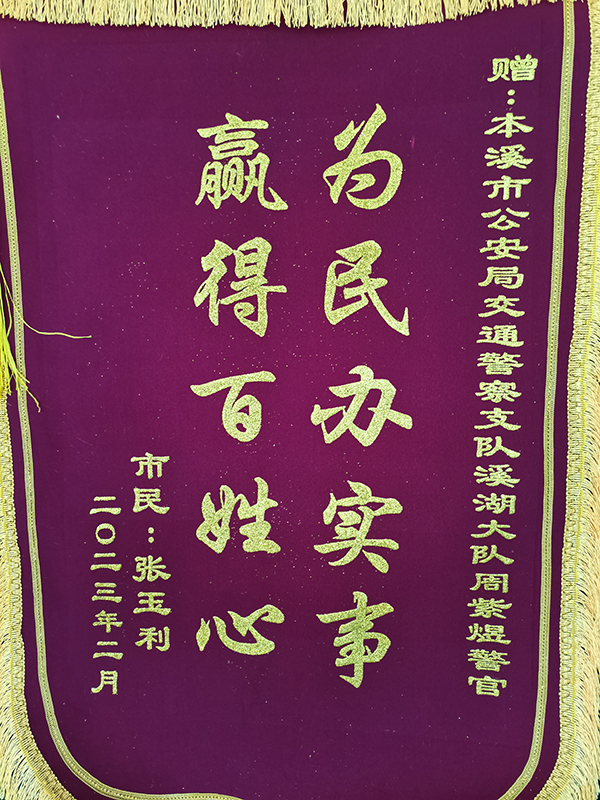 赠：本溪市公安局交通警察支队溪湖大队周紫煜警官
为民办实事
赢得百姓心
市民：张玉利
二〇二三年二月